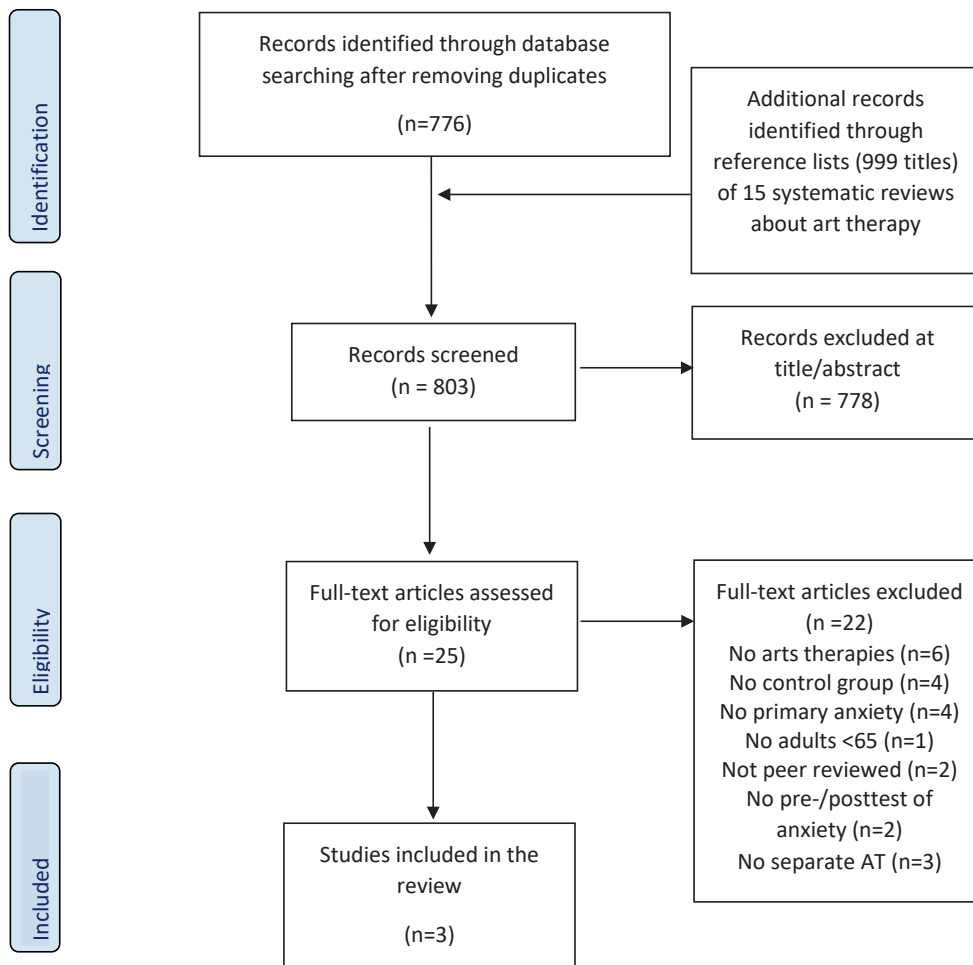 Identification
Records identified through database
searching after removing duplicates
(n=776)
Additional records
identified through
reference lists (999 titles)
of 15 systematic reviews
about art therapy
Screening
Records screened
(n = 803)
Records excluded at
title/abstract
(n = 778)
Eligibility
Full-text articles assessed
for eligibility
(n =25)
Full-text articles excluded
(n =22)
No arts therapies (n=6)
No control group (n=4)
No primary anxiety (n=4)
No adults <65 (n=1)
Not peer reviewed (n=2)
No pre-/posttest of
anxiety (n=2)
No separate AT (n=3)
Included
Studies included in the
review
(n=3)